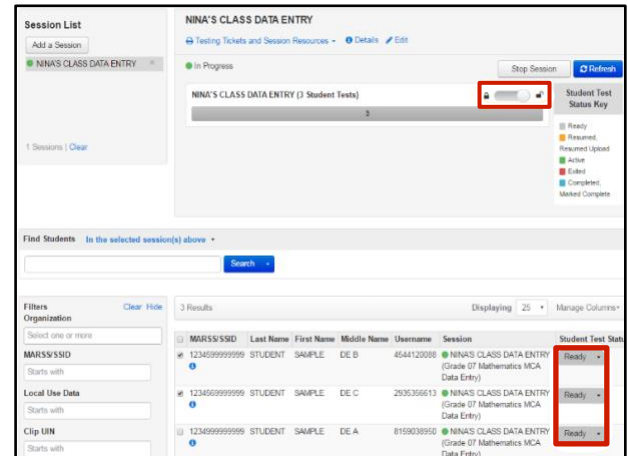 Session List
Add a Session
NINA'S CLASS DATA ENTRY ×
1 Sessions | Clear
NINA'S CLASS DATA ENTRY
Testing Tickets and Session Resources Details Edit
In Progress
Stop Session Refresh
NINA'S CLASS DATA ENTRY (3 Student Tests)
3
Student Test
Status Key
Ready
Resumed,
Resumed Upload
Active
Exited
Completed,
Marked Complete
Find Students In the selected session(s) above
Search
Filters Clear Hide
Organization
Select one or more
MARSS/SSID
Starts with
Local Use Data
Starts with
Clip UIN
Starts with
3 Results Displaying 25 Manage Columns
MARSS/SSID Last Name First Name Middle Name Username Session Student Test Statu
1234599999999 STUDENT SAMPLE DE B 4544120088 NINA'S CLASS DATA ENTRY Ready
(Grade 07 Mathematics MCA
Data Entry)
1234569999999 STUDENT SAMPLE DE C 2935356613 NINA'S CLASS DATA ENTRY Ready
(Grade 07 Mathematics MCA
Data Entry)
1234999999999 STUDENT SAMPLE DE A 8159038950 NINA'S CLASS DATA ENTRY Ready
(Grade 07 Mathematics MCA
Data Entry)